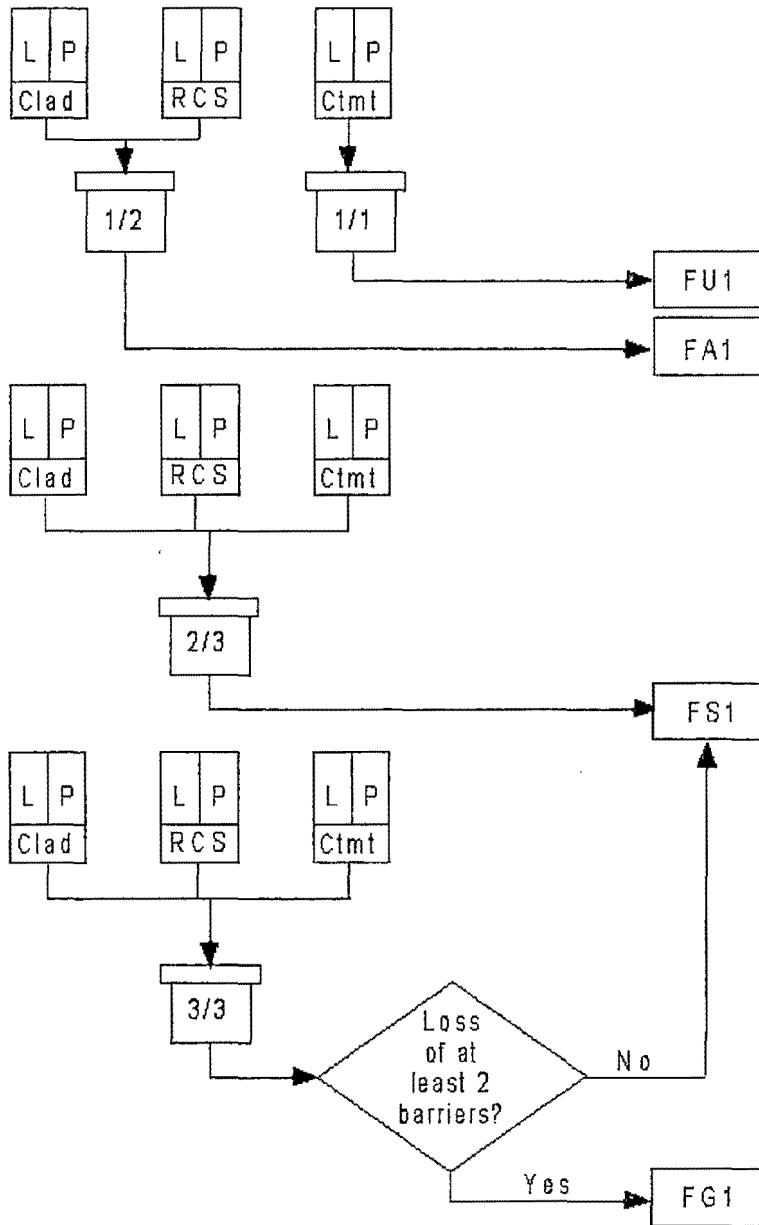 L P L P L P
Clad RCS Ctmt
1/2 1/1
FU1
FA1
L P L P L P
Clad RCS Ctmt
2/3
FS1
L P L P L P
Clad RCS Ctmt
3/3
Loss
of at
least 2
barriers?
No
Yes
FG1